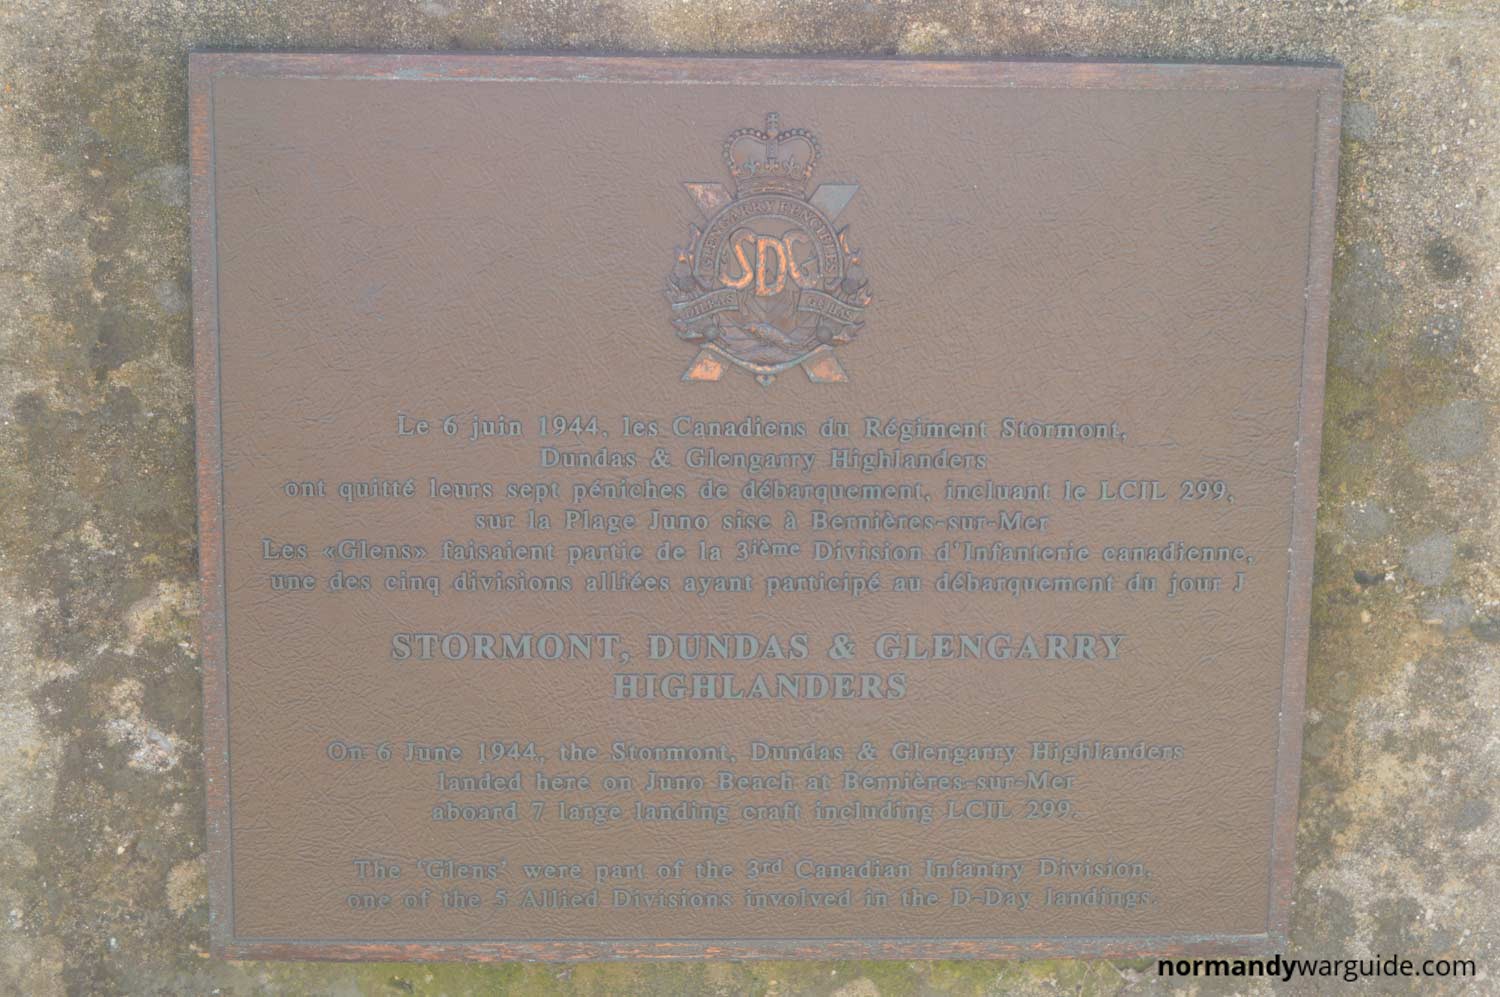 GLENGARRY FENCIBLES
SDG
DILEAS GU BAS
Le 6 juin 1944, les Canadiens du Régiment Stormont,
Dundas & Glengarry Highlanders
ont quitté leurs sept péniches de débarquement, incluant le LCIL 299,
sur la Plage Juno sise à Bernières-sur-Mer
Les «Glens» faisaient partie de la 3ième Division d'Infanterie canadienne,
une des cinq divisions alliées ayant participé au débarquement du jour J
STORMONT, DUNDAS & GLENGARRY
HIGHLANDERS
On 6 June 1944, the Stormont, Dundas & Glengarry Highlanders
landed here on Juno Beach at Bernières-sur-Mer
aboard 7 large landing craft including LCIL 299.
The 'Glens' were part of the 3rd Canadian Infantry Division,
one of the 5 Allied Divisions involved in the D-Day landings.
normandywarguide.com